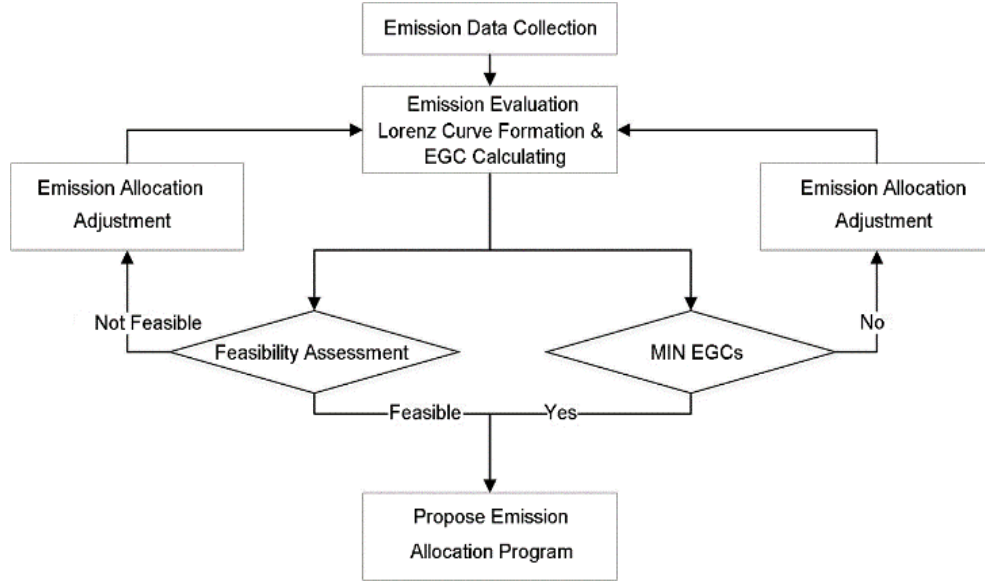 Emission Data Collection
Emission Evaluation
Lorenz Curve Formation &
EGC Calculating
Emission Allocation
Adjustment
Emission Allocation
Adjustment
Not Feasible
Feasibility Assessment
MIN EGCs
No
Feasible
Yes
Propose Emission
Allocation Program